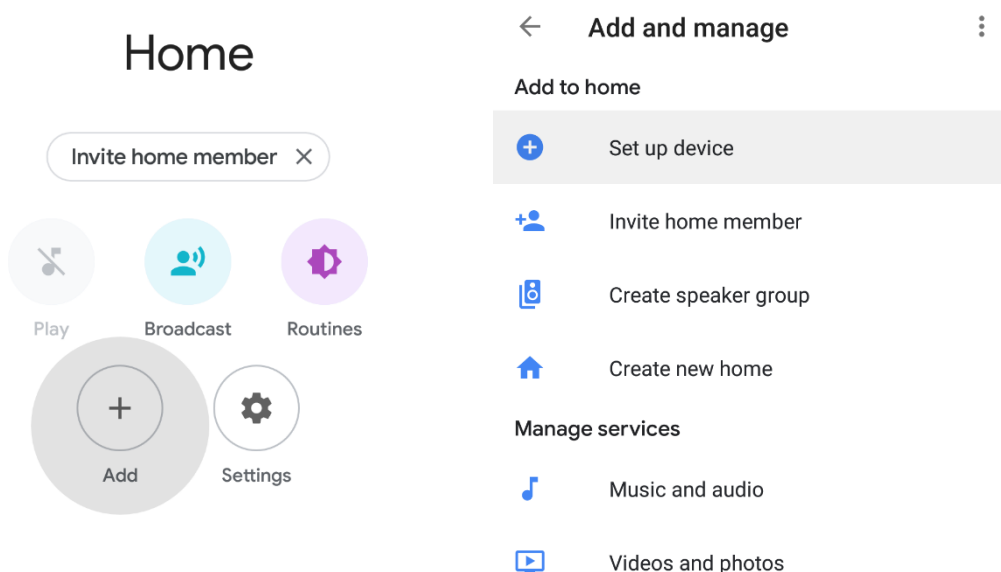 Home
Invite home member
Play
Broadcast
Routines
Add
Settings
Add and manage
Add to home
Set up device
Invite home member
Create speaker group
Create new home
Manage services
Music and audio
Videos and photos